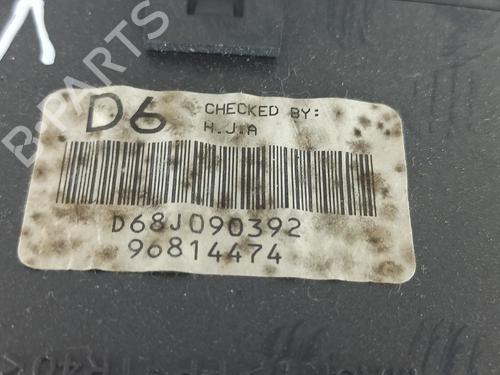 D6 CHECKED BY:
H.J.A
D68J090392
96814474
B-PARTS